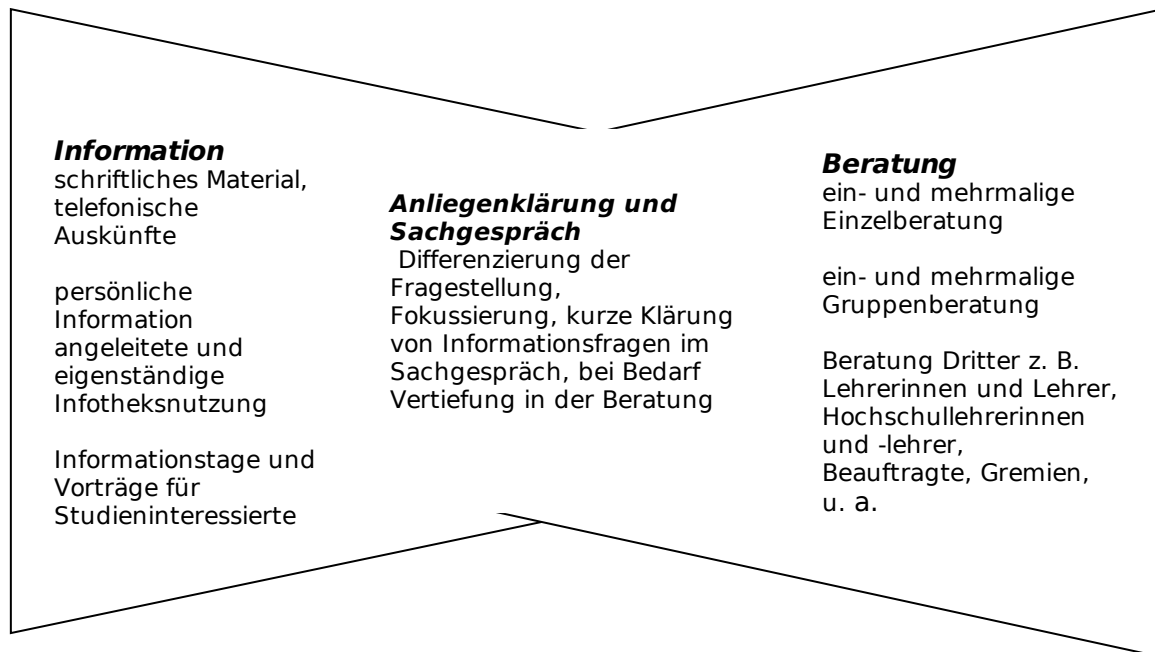 Information
schriftliches Material,
telefonische
Auskünfte
persönliche
Information
angeleitete und
eigenständige
Infotheksnutzung
Informationstage und
Vorträge für
Studieninteressierte
Anliegenklärung und
Sachgespräch
Differenzierung der
Fragestellung,
Fokussierung, kurze Klärung
von Informationsfragen im
Sachgespräch, bei Bedarf
Vertiefung in der Beratung
Beratung
ein- und mehrmalige
Einzelberatung
ein- und mehrmalige
Gruppenberatung
Beratung Dritter z. B.
Lehrerinnen und Lehrer,
Hochschullehrerinnen
und -lehrer,
Beauftragte, Gremien,
u. a.